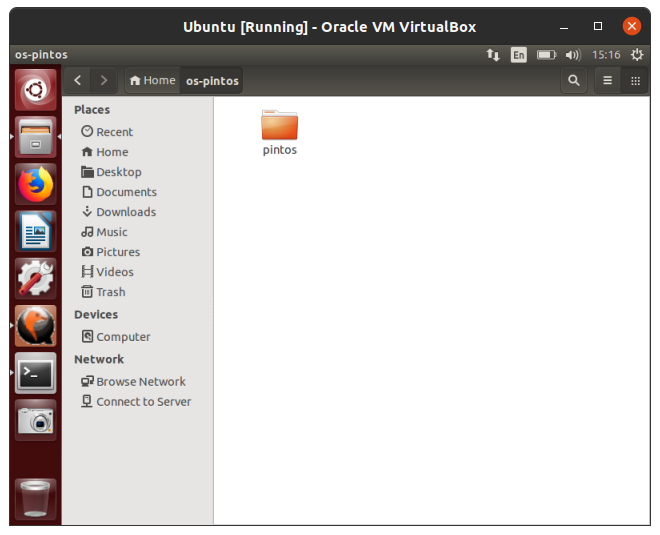 Ubuntu [Running] - Oracle VM VirtualBox
os-pintos
En
15:16
Home
os-pintos
Places
Recent
Home
Desktop
Documents
Downloads
Music
Pictures
Videos
Trash
Devices
Computer
Network
Browse Network
Connect to Server
pintos